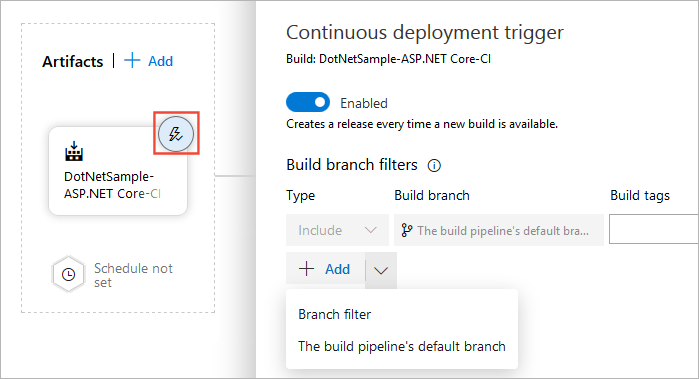 Artifacts | + Add
DotNetSample-
ASP.NET Core-CI
Schedule not
set
Continuous deployment trigger
Build: DotNetSample-ASP.NET Core-CI
Enabled
Creates a release every time a new build is available.
Build branch filters
Type Build branch Build tags
Include The build pipeline's default bra...
+ Add
Branch filter
The build pipeline's default branch